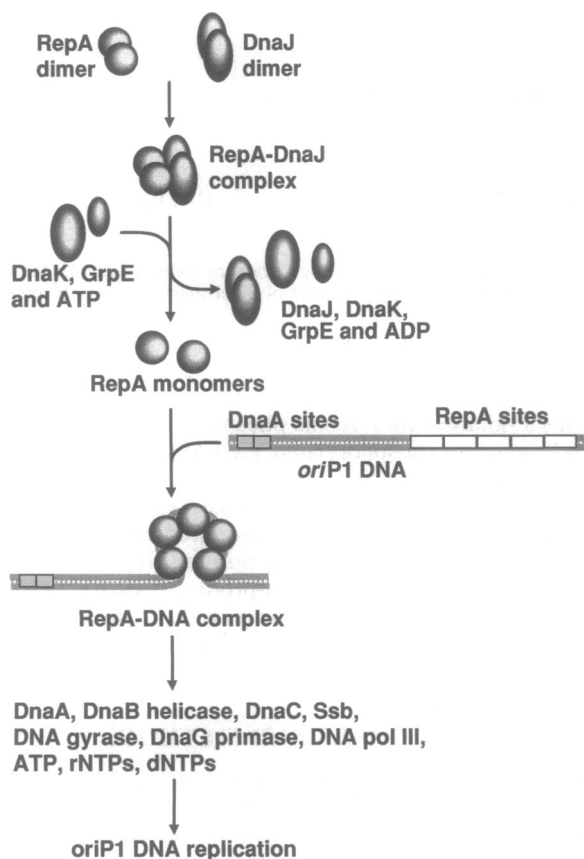 RepA
dimer
DnaJ
dimer
RepA-DnaJ
complex
DnaK, GrpE
and ATP
DnaJ, DnaK,
GrpE and ADP
RepA monomers
DnaA sites
RepA sites
oriP1 DNA
RepA-DNA complex
DnaA, DnaB helicase, DnaC, Ssb,
DNA gyrase, DnaG primase, DNA pol III,
ATP, rNTPs, dNTPs
oriP1 DNA replication